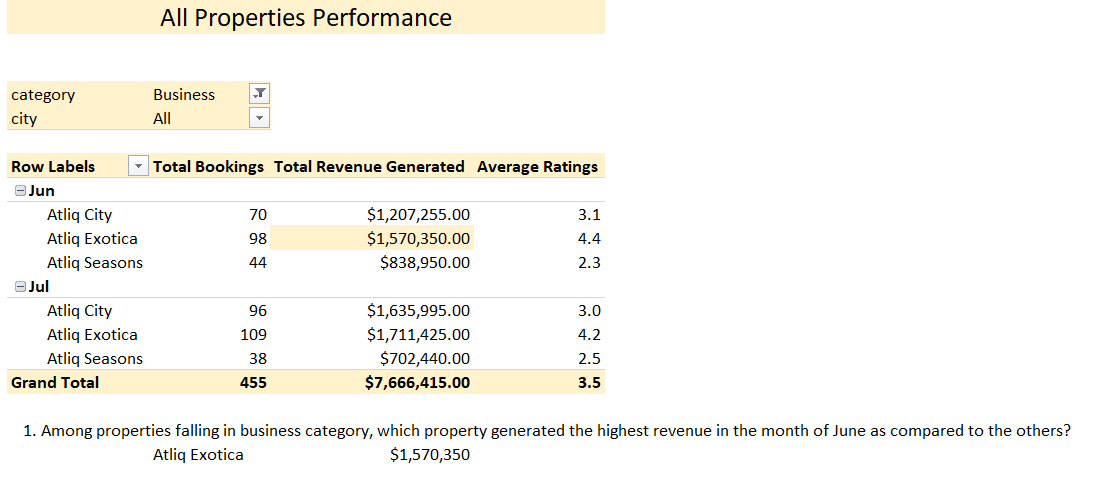 All Properties Performance
category Business
city All
Row Labels Total Bookings Total Revenue Generated Average Ratings
Jun
Atliq City 70 $1,207,255.00 3.1
Atliq Exotica 98 $1,570,350.00 4.4
Atliq Seasons 44 $838,950.00 2.3
Jul
Atliq City 96 $1,635,995.00 3.0
Atliq Exotica 109 $1,711,425.00 4.2
Atliq Seasons 38 $702,440.00 2.5
Grand Total 455 $7,666,415.00 3.5
1. Among properties falling in business category, which property generated the highest revenue in the month of June as compared to the others?
Atliq Exotica $1,570,350